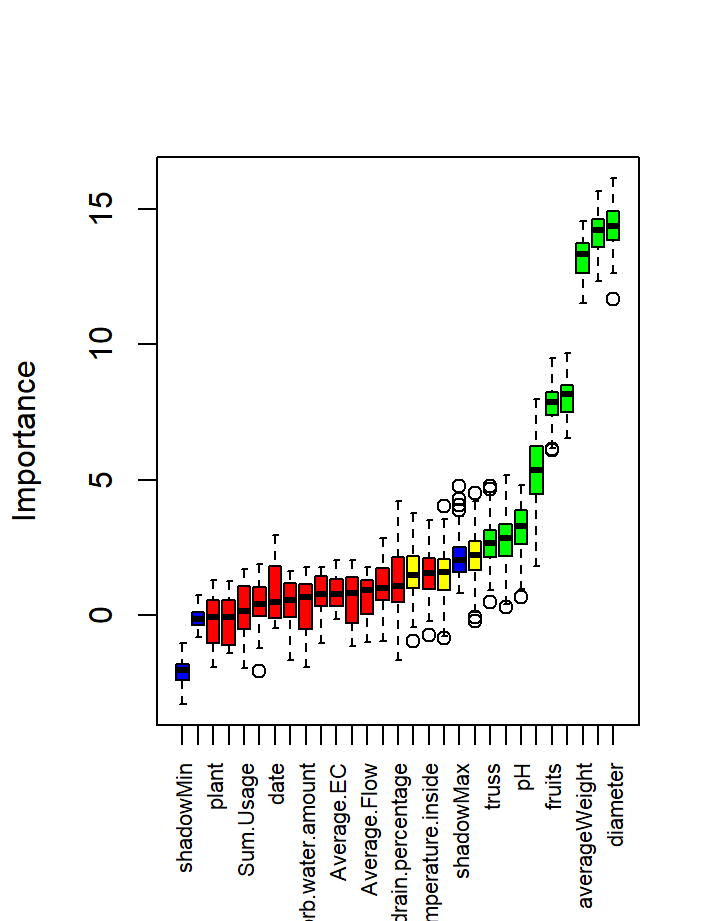 Importance
15
10
5
0
shadowMin
plant
Sum.Usage
date
rb.water.amount
Average.EC
Average.Flow
drain.percentage
mperature.inside
shadowMax
truss
pH
fruits
averageWeight
diameter